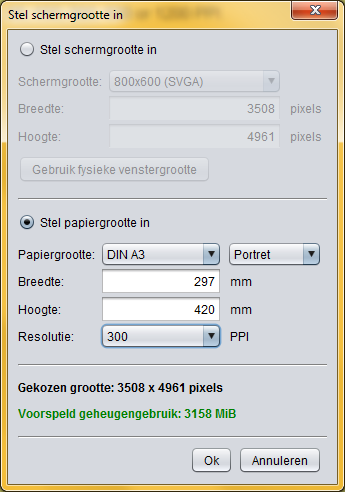 Stel schermgrootte in
Stel schermgrootte in
Schermgrootte: 800x600 (SVGA)
Breedte: 3508 pixels
Hoogte: 4961 pixels
Gebruik fysieke venstergrootte
Stel papiergrootte in
Papiergrootte: DIN A3 Portret
Breedte: 297 mm
Hoogte: 420 mm
Resolutie: 300 PPI
Gekozen grootte: 3508 x 4961 pixels
Voorspeld geheugengebruik: 3158 MiB
Ok Annuleren